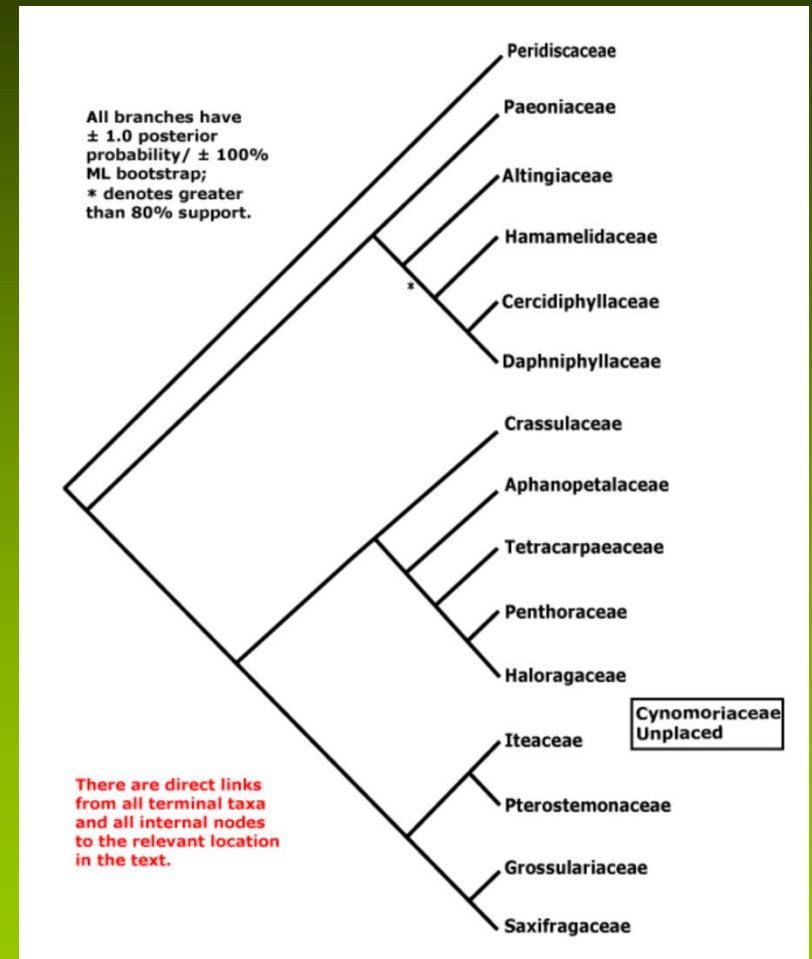 Peridiscaceae
All branches have
± 1.0 posterior
probability/ ± 100%
ML bootstrap;
* denotes greater
than 80% support.
Paeoniaceae
Altingiaceae
Hamamelidaceae
*
Cercidiphyllaceae
Daphniphyllaceae
Crassulaceae
Aphanopetalaceae
Tetracarpaeaceae
Penthoraceae
Haloragaceae
Cynomoriaceae
Unplaced
Iteaceae
There are direct links
from all terminal taxa
and all internal nodes
to the relevant location
in the text.
Pterostemonaceae
Grossulariaceae
Saxifragaceae